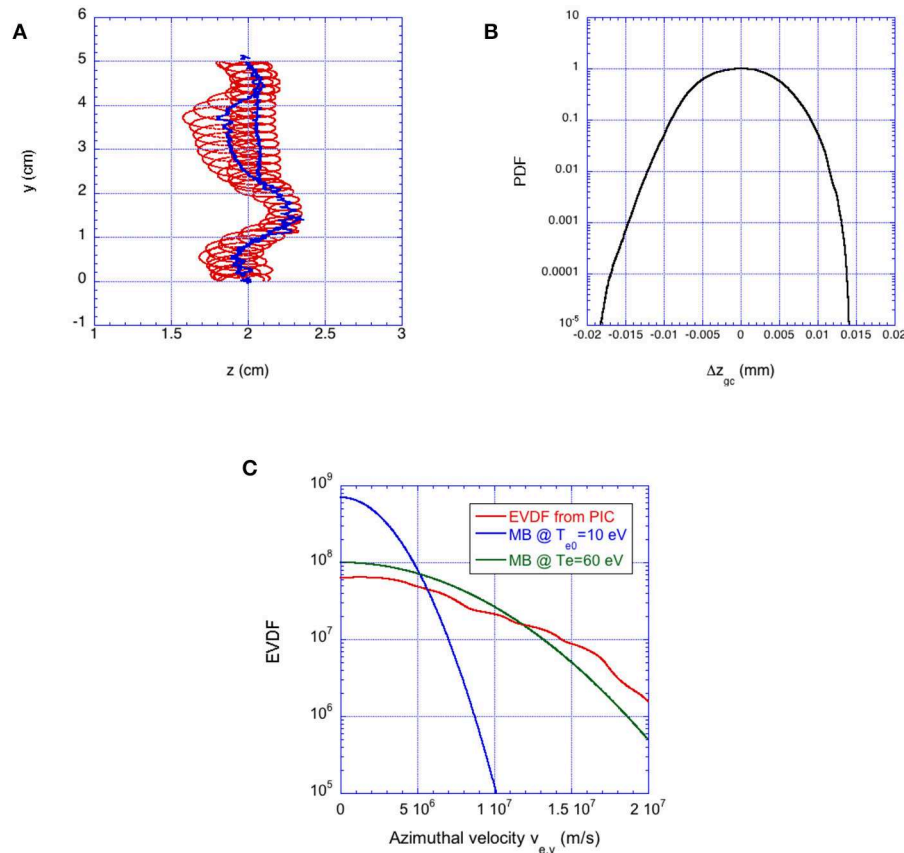 A
6
5
4
3
2
1
0
-1
1
1.5
2
2.5
3
y (cm)
z (cm)
B
10
1
0.1
0.01
0.001
0.0001
10-5
-0.02 -0.015 -0.01 -0.005 0 0.005 0.01 0.015 0.02
PDF
Δzgc (mm)
C
10^9
10^8
10^7
10^6
10^5
EVDF from PIC
MB @ Te0=10 eV
MB @ Te=60 eV
EVDF
0 5 10^6 1 10^7 1.5 10^7 2 10^7
Azimuthal velocity ve,y (m/s)